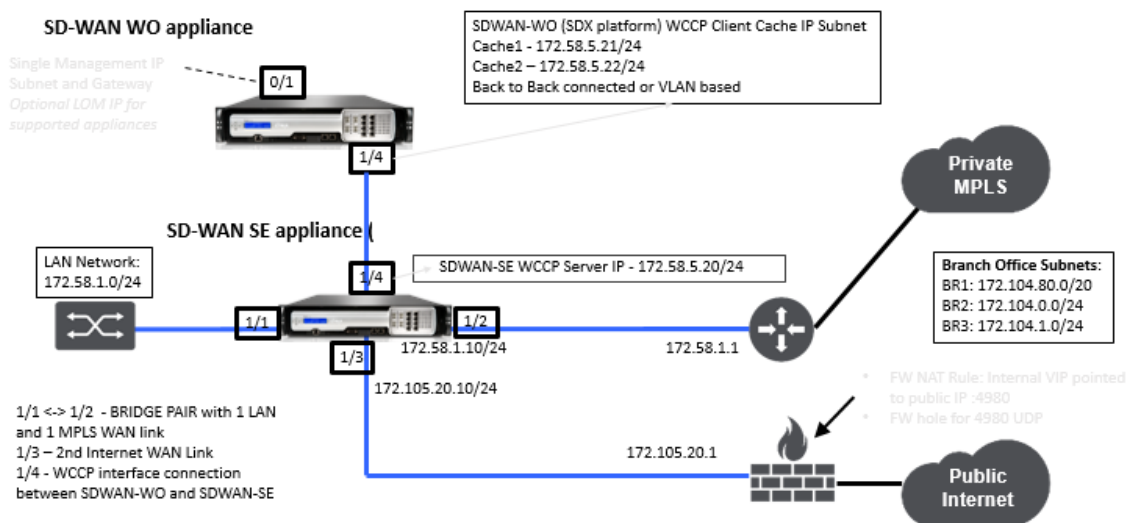 SD-WAN WO appliance
Single Management IP
Subnet and Gateway
Optional LOM IP for
supported appliances
0/1
1/4
SDWAN-WO (SDX platform) WCCP Client Cache IP Subnet
Cache1 - 172.58.5.21/24
Cache2 – 172.58.5.22/24
Back to Back connected or VLAN based
Private
MPLS
SD-WAN SE appliance (
LAN Network:
172.58.1.0/24
1/4
SDWAN-SE WCCP Server IP - 172.58.5.20/24
Branch Office Subnets:
BR1: 172.104.80.0/20
BR2: 172.104.0.0/24
BR3: 172.104.1.0/24
1/1
1/2
172.58.1.10/24
172.58.1.1
1/3
172.105.20.10/24
• FW NAT Rule: Internal VIP pointed
to public IP :4980
• FW hole for 4980 UDP
1/1 <-> 1/2 - BRIDGE PAIR with 1 LAN
and 1 MPLS WAN link
1/3 – 2nd Internet WAN Link
1/4 - WCCP interface connection
between SDWAN-WO and SDWAN-SE
172.105.20.1
Public
Internet